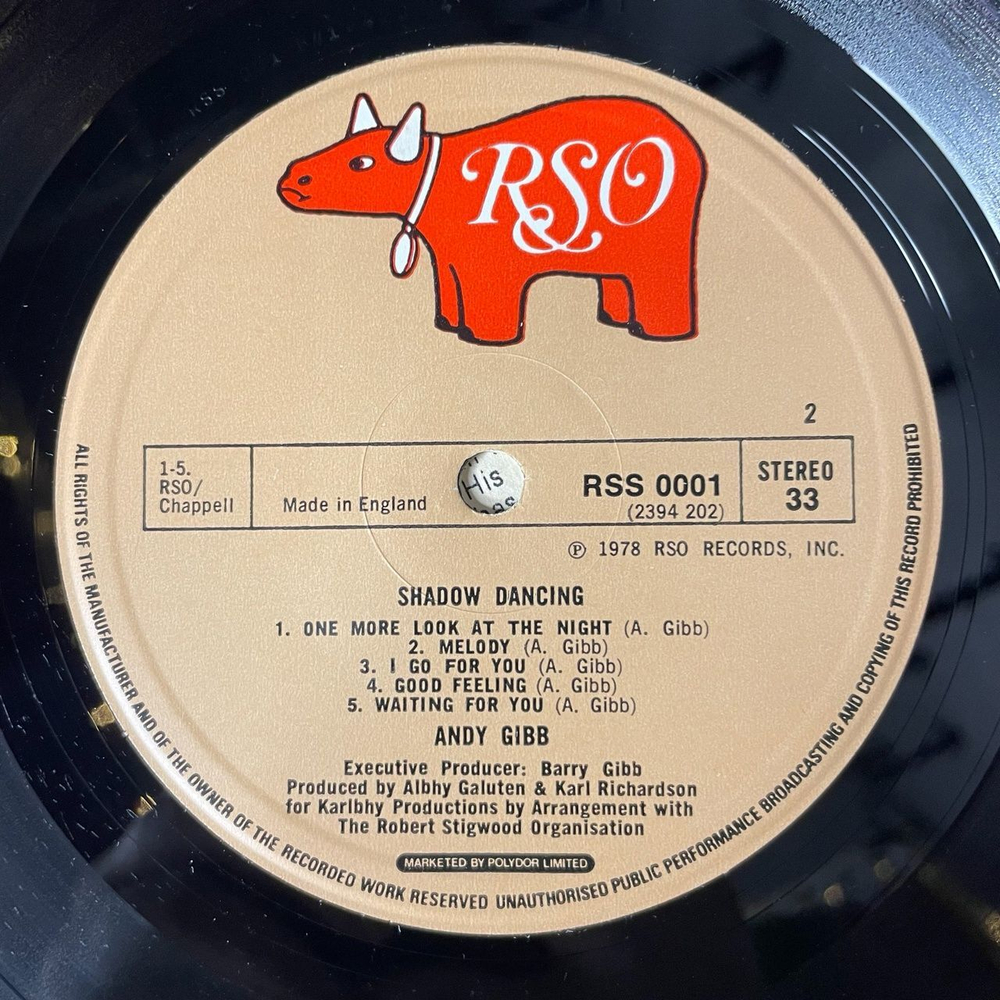 RSO
2
1-5.
RSO/
Chappell
Made in England
His
RSS 0001
(2394 202)
STEREO
33
℗ 1978 RSO RECORDS, INC.
SHADOW DANCING
1. ONE MORE LOOK AT THE NIGHT (A. Gibb)
2. MELODY (A. Gibb)
3. I GO FOR YOU (A. Gibb)
4. GOOD FEELING (A. Gibb)
5. WAITING FOR YOU (A. Gibb)
ANDY GIBB
Executive Producer: Barry Gibb
Produced by Albhy Galuten & Karl Richardson
for Karlbhy Productions by Arrangement with
The Robert Stigwood Organisation
MARKETED BY POLYDOR LIMITED
ALL RIGHTS OF THE MANUFACTURER AND OF THE OWNER OF THE RECORDED WORK RESERVED UNAUTHORISED PUBLIC PERFORMANCE BROADCASTING AND COPYING OF THIS RECORD PROHIBITED